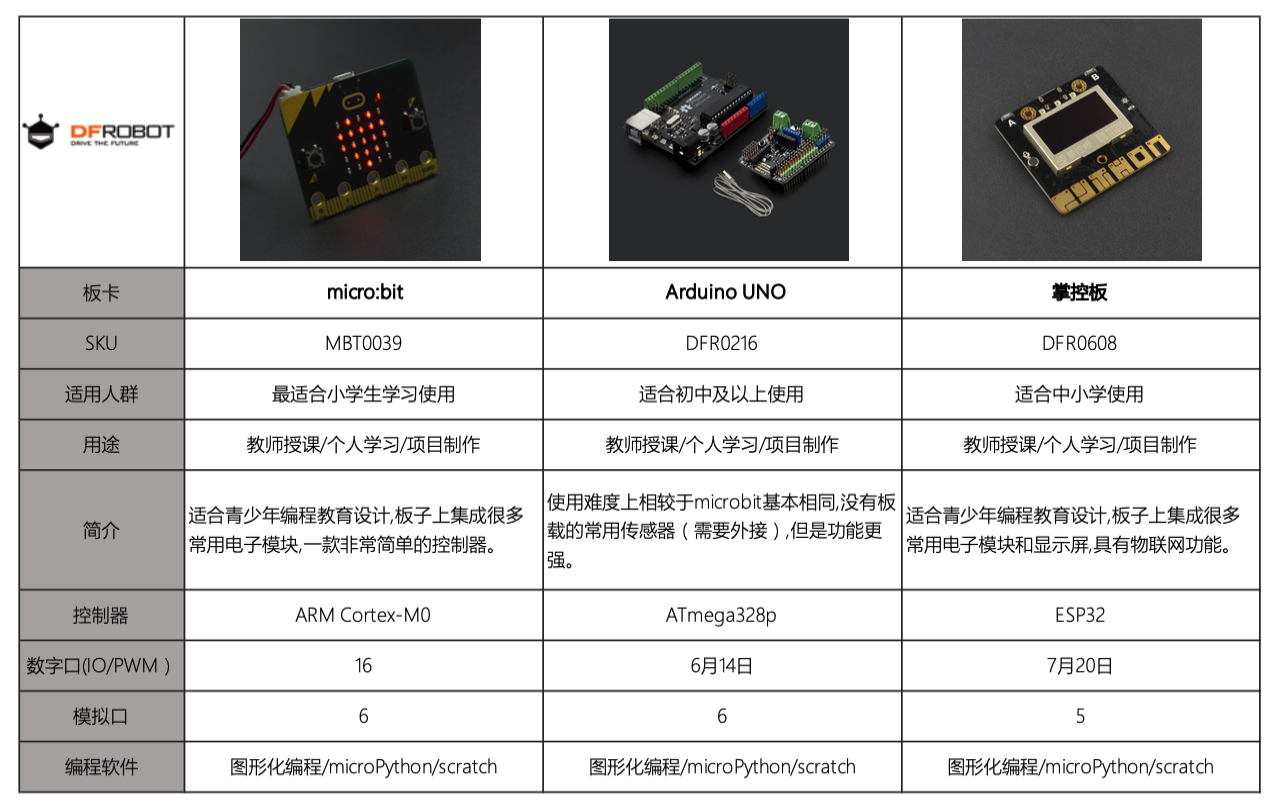 DFROBOT
DRIVE THE FUTURE
板卡 micro:bit Arduino UNO 掌控板
SKU MBT0039 DFR0216 DFR0608
适用人群 最适合小学生学习使用 适合初中及以上使用 适合中小学使用
用途 教师授课/个人学习/项目制作 教师授课/个人学习/项目制作 教师授课/个人学习/项目制作
简介
适合青少年编程教育设计,板子上集成很多
常用电子模块,一款非常简单的控制器。
使用难度上相较于microbit基本相同,没有板
载的常用传感器（需要外接）,但是功能更
强。
适合青少年编程教育设计,板子上集成很多
常用电子模块和显示屏,具有物联网功能。
控制器 ARM Cortex-M0 ATmega328p ESP32
数字口(IO/PWM） 16 6月14日 7月20日
模拟口 6 6 5
编程软件 图形化编程/microPython/scratch 图形化编程/microPython/scratch 图形化编程/microPython/scratch